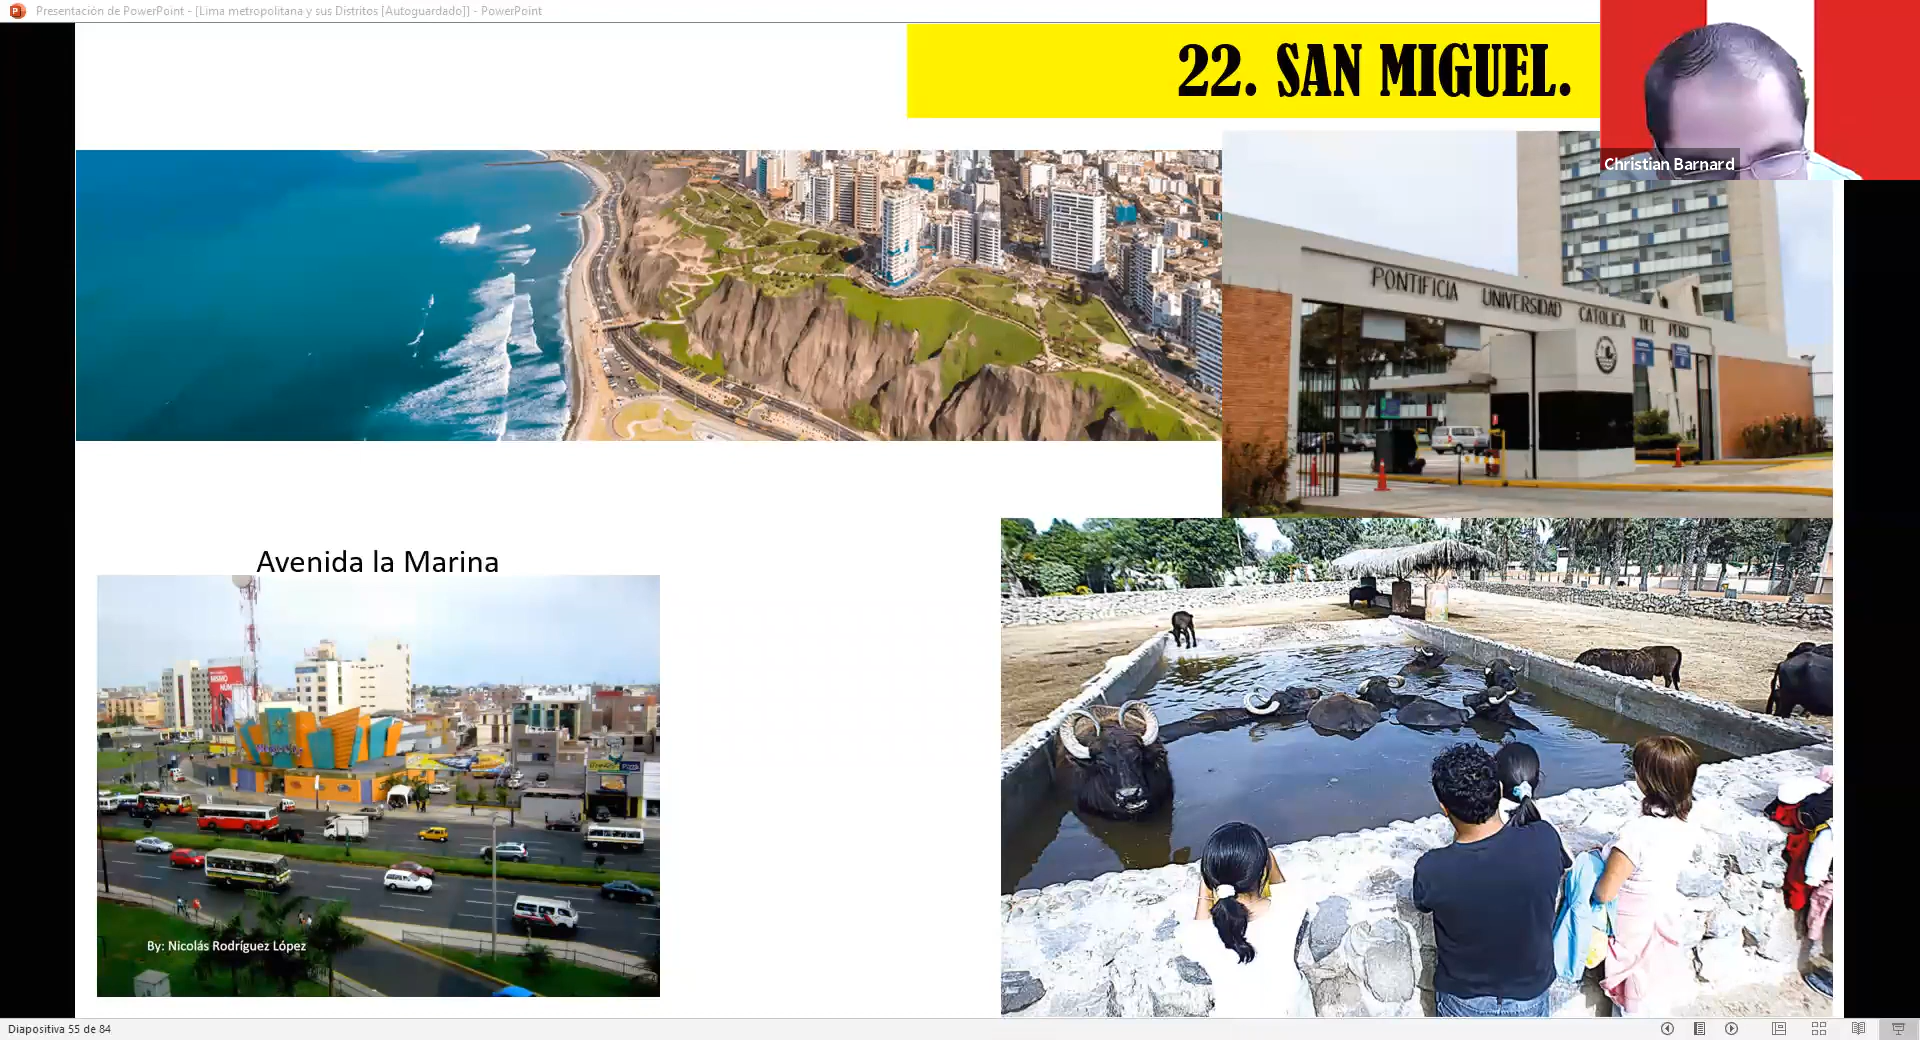 Presentación de PowerPoint - [Lima metropolitana y sus Distritos [Autoguardado]] - PowerPoint
22. SAN MIGUEL.
Christian Barnard
PONTIFICIA UNIVERSIDAD CATOLICA DEL PERU
Avenida la Marina
MISMO
By: Nicolás Rodríguez López
Diapositiva 55 de 84